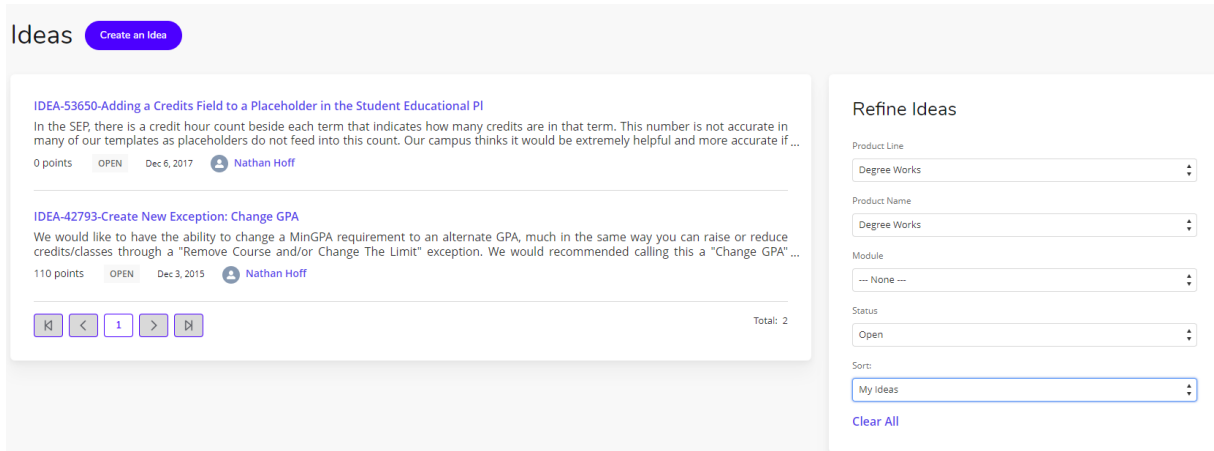 Ideas
Create an Idea
IDEA-53650-Adding a Credits Field to a Placeholder in the Student Educational Pl
In the SEP, there is a credit hour count beside each term that indicates how many credits are in that term. This number is not accurate in
many of our templates as placeholders do not feed into this count. Our campus thinks it would be extremely helpful and more accurate if ...
0 points OPEN Dec 6, 2017 Nathan Hoff
IDEA-42793-Create New Exception: Change GPA
We would like to have the ability to change a MinGPA requirement to an alternate GPA, much in the same way you can raise or reduce
credits/classes through a "Remove Course and/or Change The Limit" exception. We would recommended calling this a "Change GPA" ...
110 points OPEN Dec 3, 2015 Nathan Hoff
1
Total: 2
Refine Ideas
Product Line
Degree Works
Product Name
Degree Works
Module
--- None ---
Status
Open
Sort:
My Ideas
Clear All